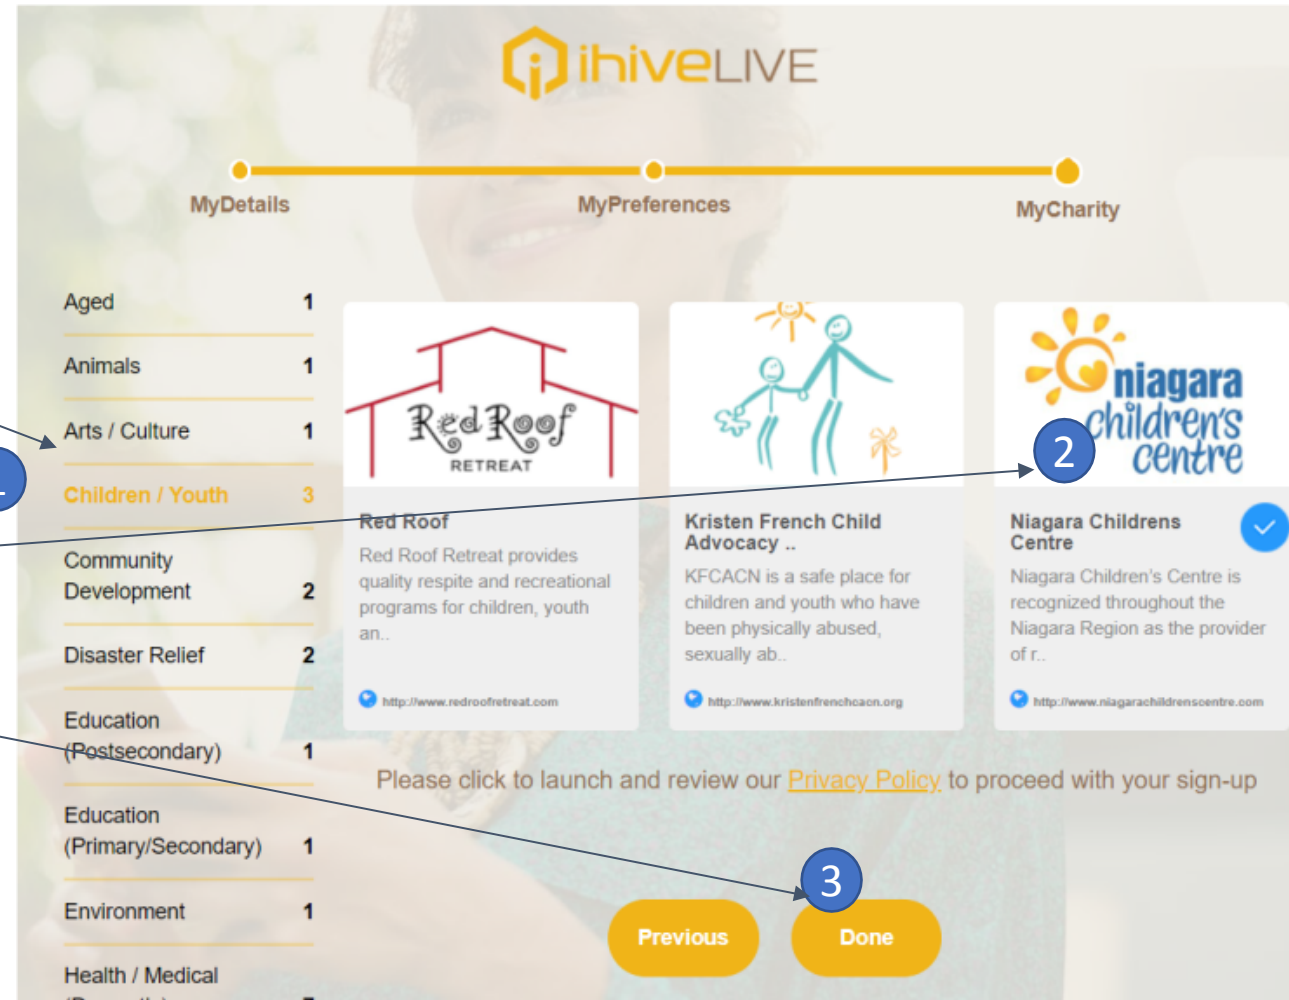 ihiveLIVE
MyDetails
MyPreferences
MyCharity
Aged 1
Animals 1
Arts / Culture 1
Children / Youth 3
Community
Development 2
Disaster Relief 2
Education
(Postsecondary) 1
Education
(Primary/Secondary) 1
Environment 1
Health / Medical
Red Roof
RETREAT
Red Roof
Red Roof Retreat provides
quality respite and recreational
programs for children, youth
an..
http://www.redroofretreat.com
Kristen French Child
Advocacy ..
KFCACN is a safe place for
children and youth who have
been physically abused,
sexually ab..
http://www.kristenfrenchcacn.org
niagara
children's
centre
2
Niagara Childrens
Centre
Niagara Children's Centre is
recognized throughout the
Niagara Region as the provider
of r..
http://www.niagarachildrenscentre.com
Please click to launch and review our Privacy Policy to proceed with your sign-up
3
Previous
Done